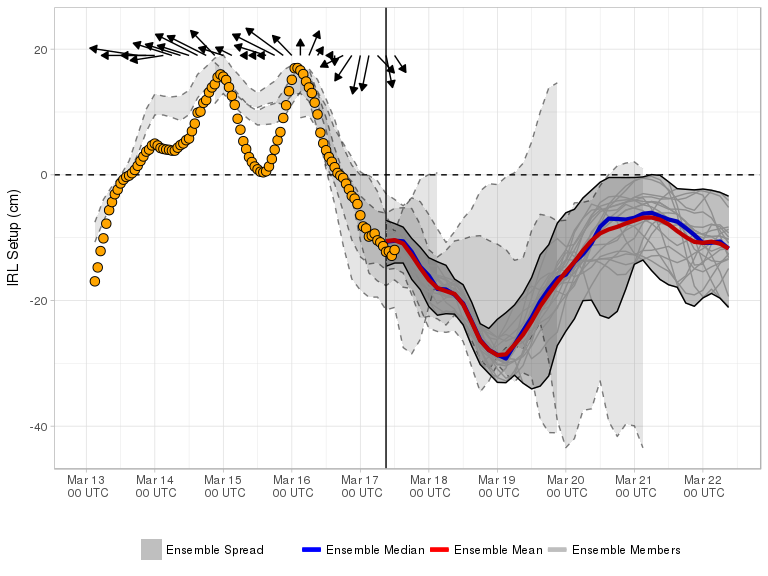 IRL Setup (cm)
20
0
-20
-40
Mar 13 Mar 14 Mar 15 Mar 16 Mar 17 Mar 18 Mar 19 Mar 20 Mar 21 Mar 22
00 UTC 00 UTC 00 UTC 00 UTC 00 UTC 00 UTC 00 UTC 00 UTC 00 UTC 00 UTC
Ensemble Spread Ensemble Median Ensemble Mean Ensemble Members